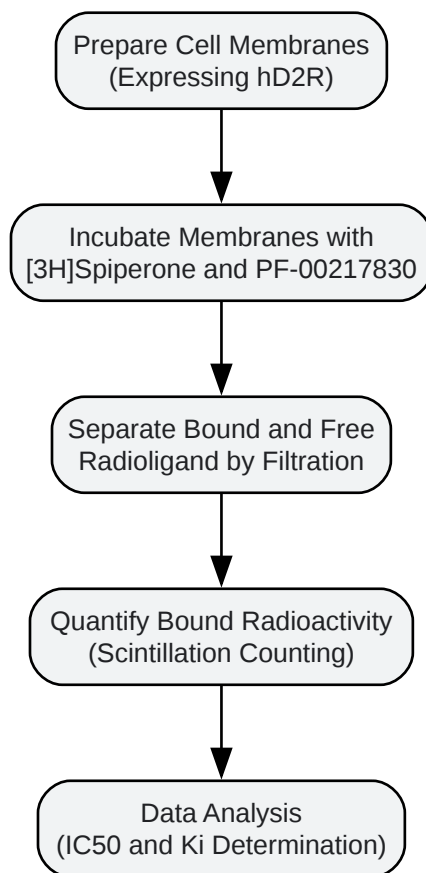 Prepare Cell Membranes
(Expressing hD2R)
Incubate Membranes with
[3H]Spiperone and PF-00217830
Separate Bound and Free
Radioligand by Filtration
Quantify Bound Radioactivity
(Scintillation Counting)
Data Analysis
(IC50 and Ki Determination)